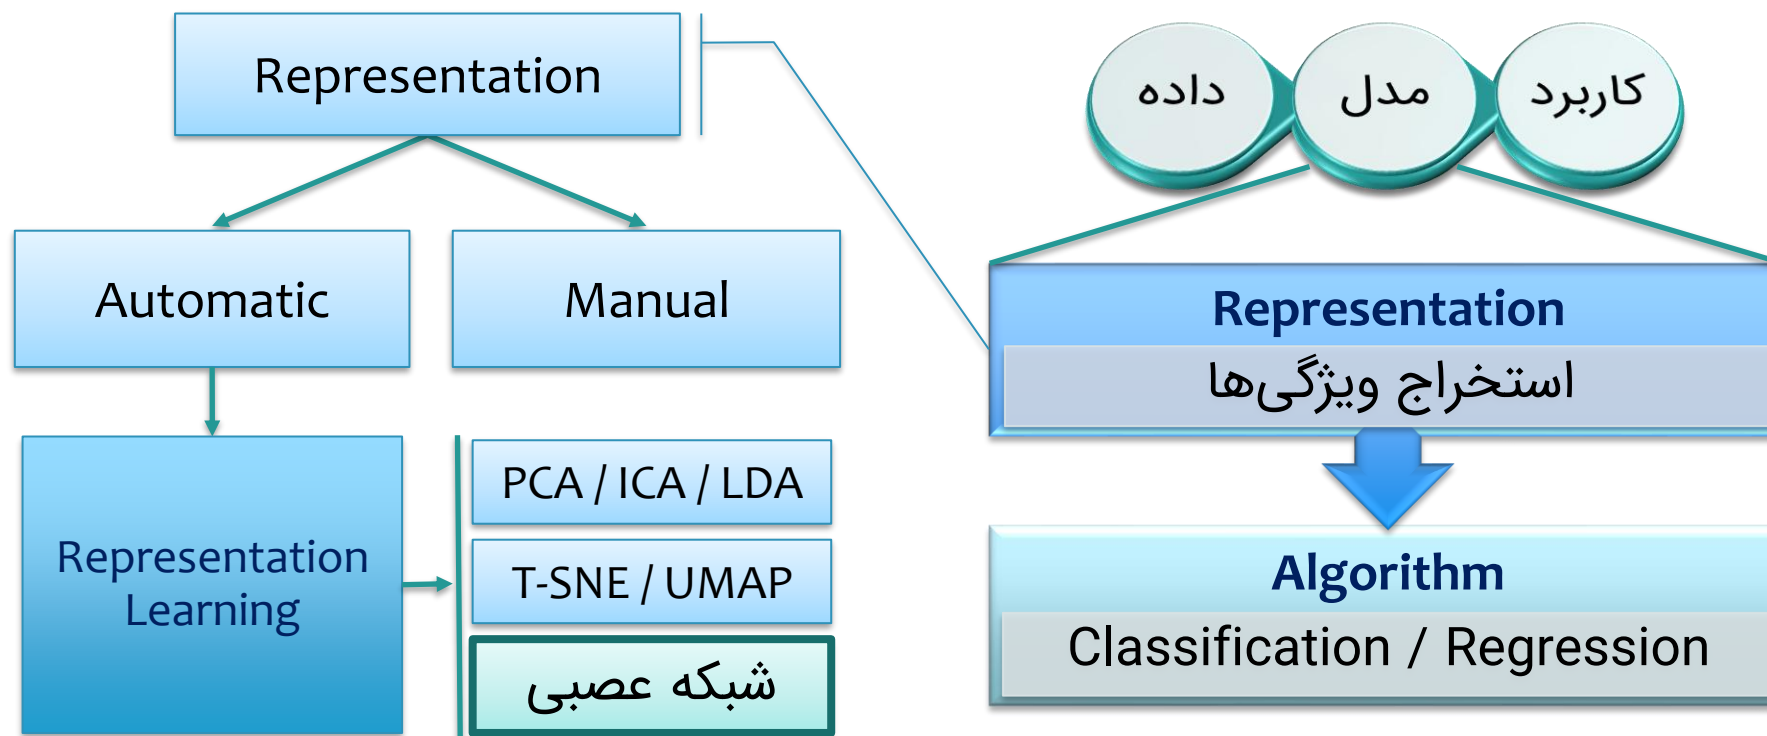 Representation
Automatic
Manual
Representation
Learning
PCA / ICA / LDA
T-SNE / UMAP
شبکه عصبی
داده
مدل
کاربرد
Representation
استخراج ویژگی‌ها
Algorithm
Classification / Regression